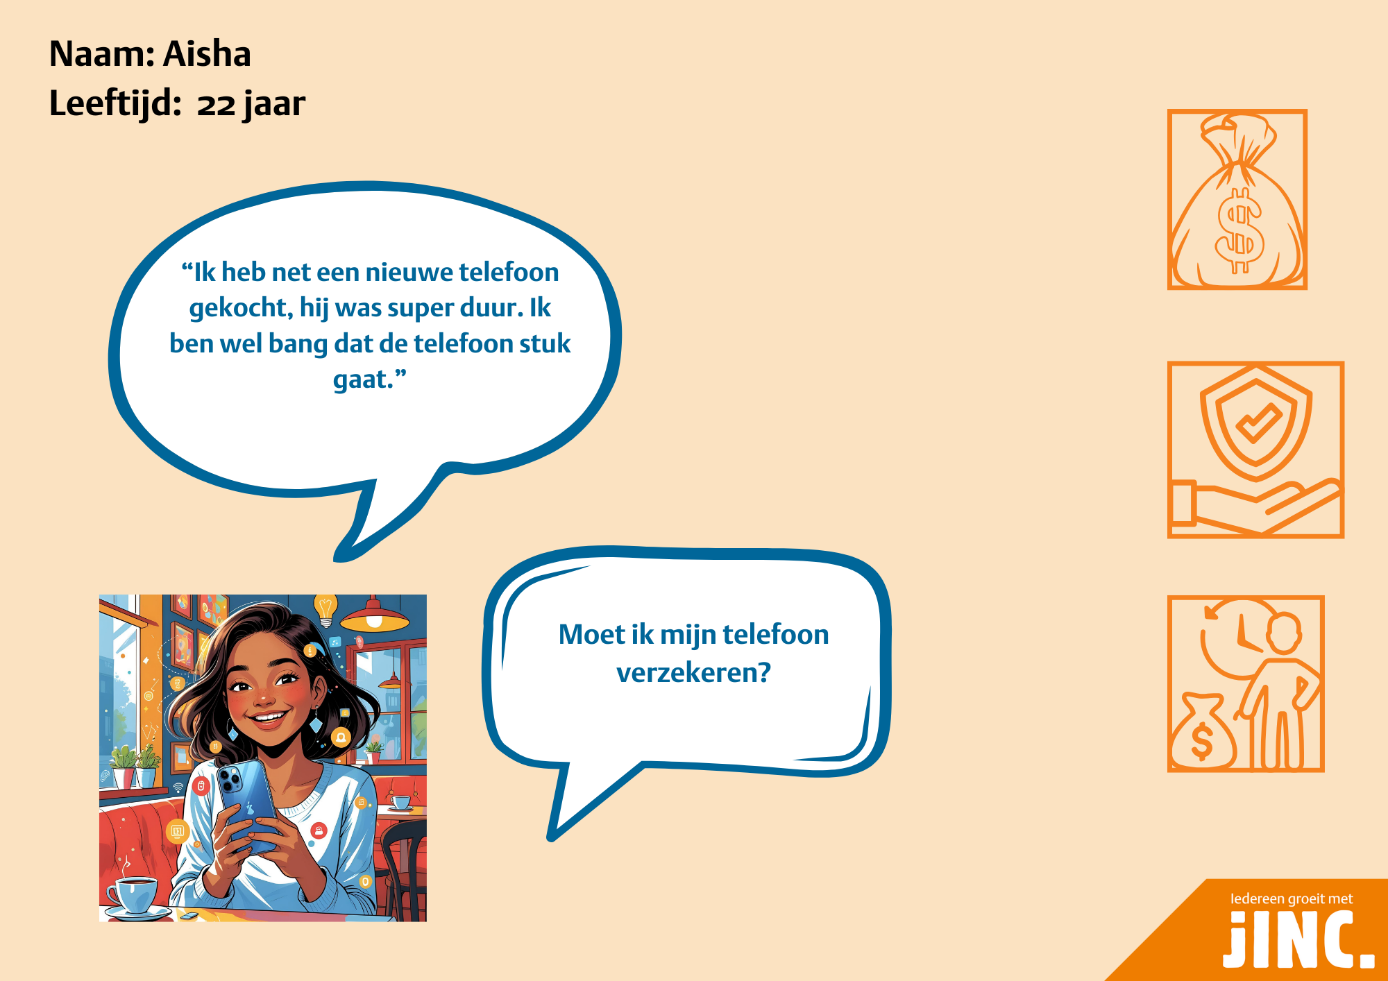 Naam: Aisha
Leeftijd: 22 jaar
“Ik heb net een nieuwe telefoon
gekocht, hij was super duur. Ik
ben wel bang dat de telefoon stuk
gaat.”
Moet ik mijn telefoon
verzekeren?
$
$
Iedereen groeit met
jINC.